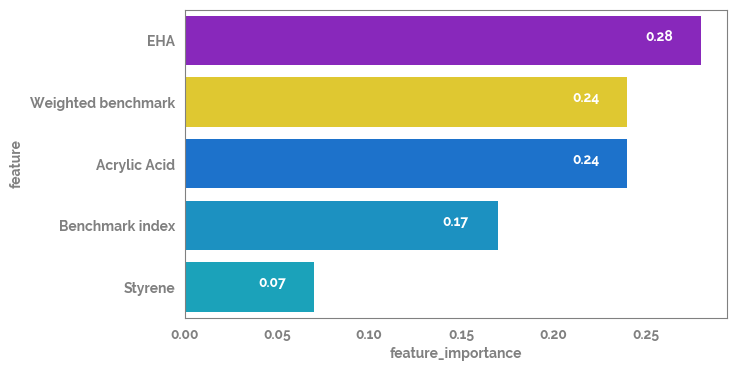 EHA
0.28
Weighted benchmark
0.24
Acrylic Acid
0.24
Benchmark index
0.17
Styrene
0.07
feature
0.00 0.05 0.10 0.15 0.20 0.25
feature_importance